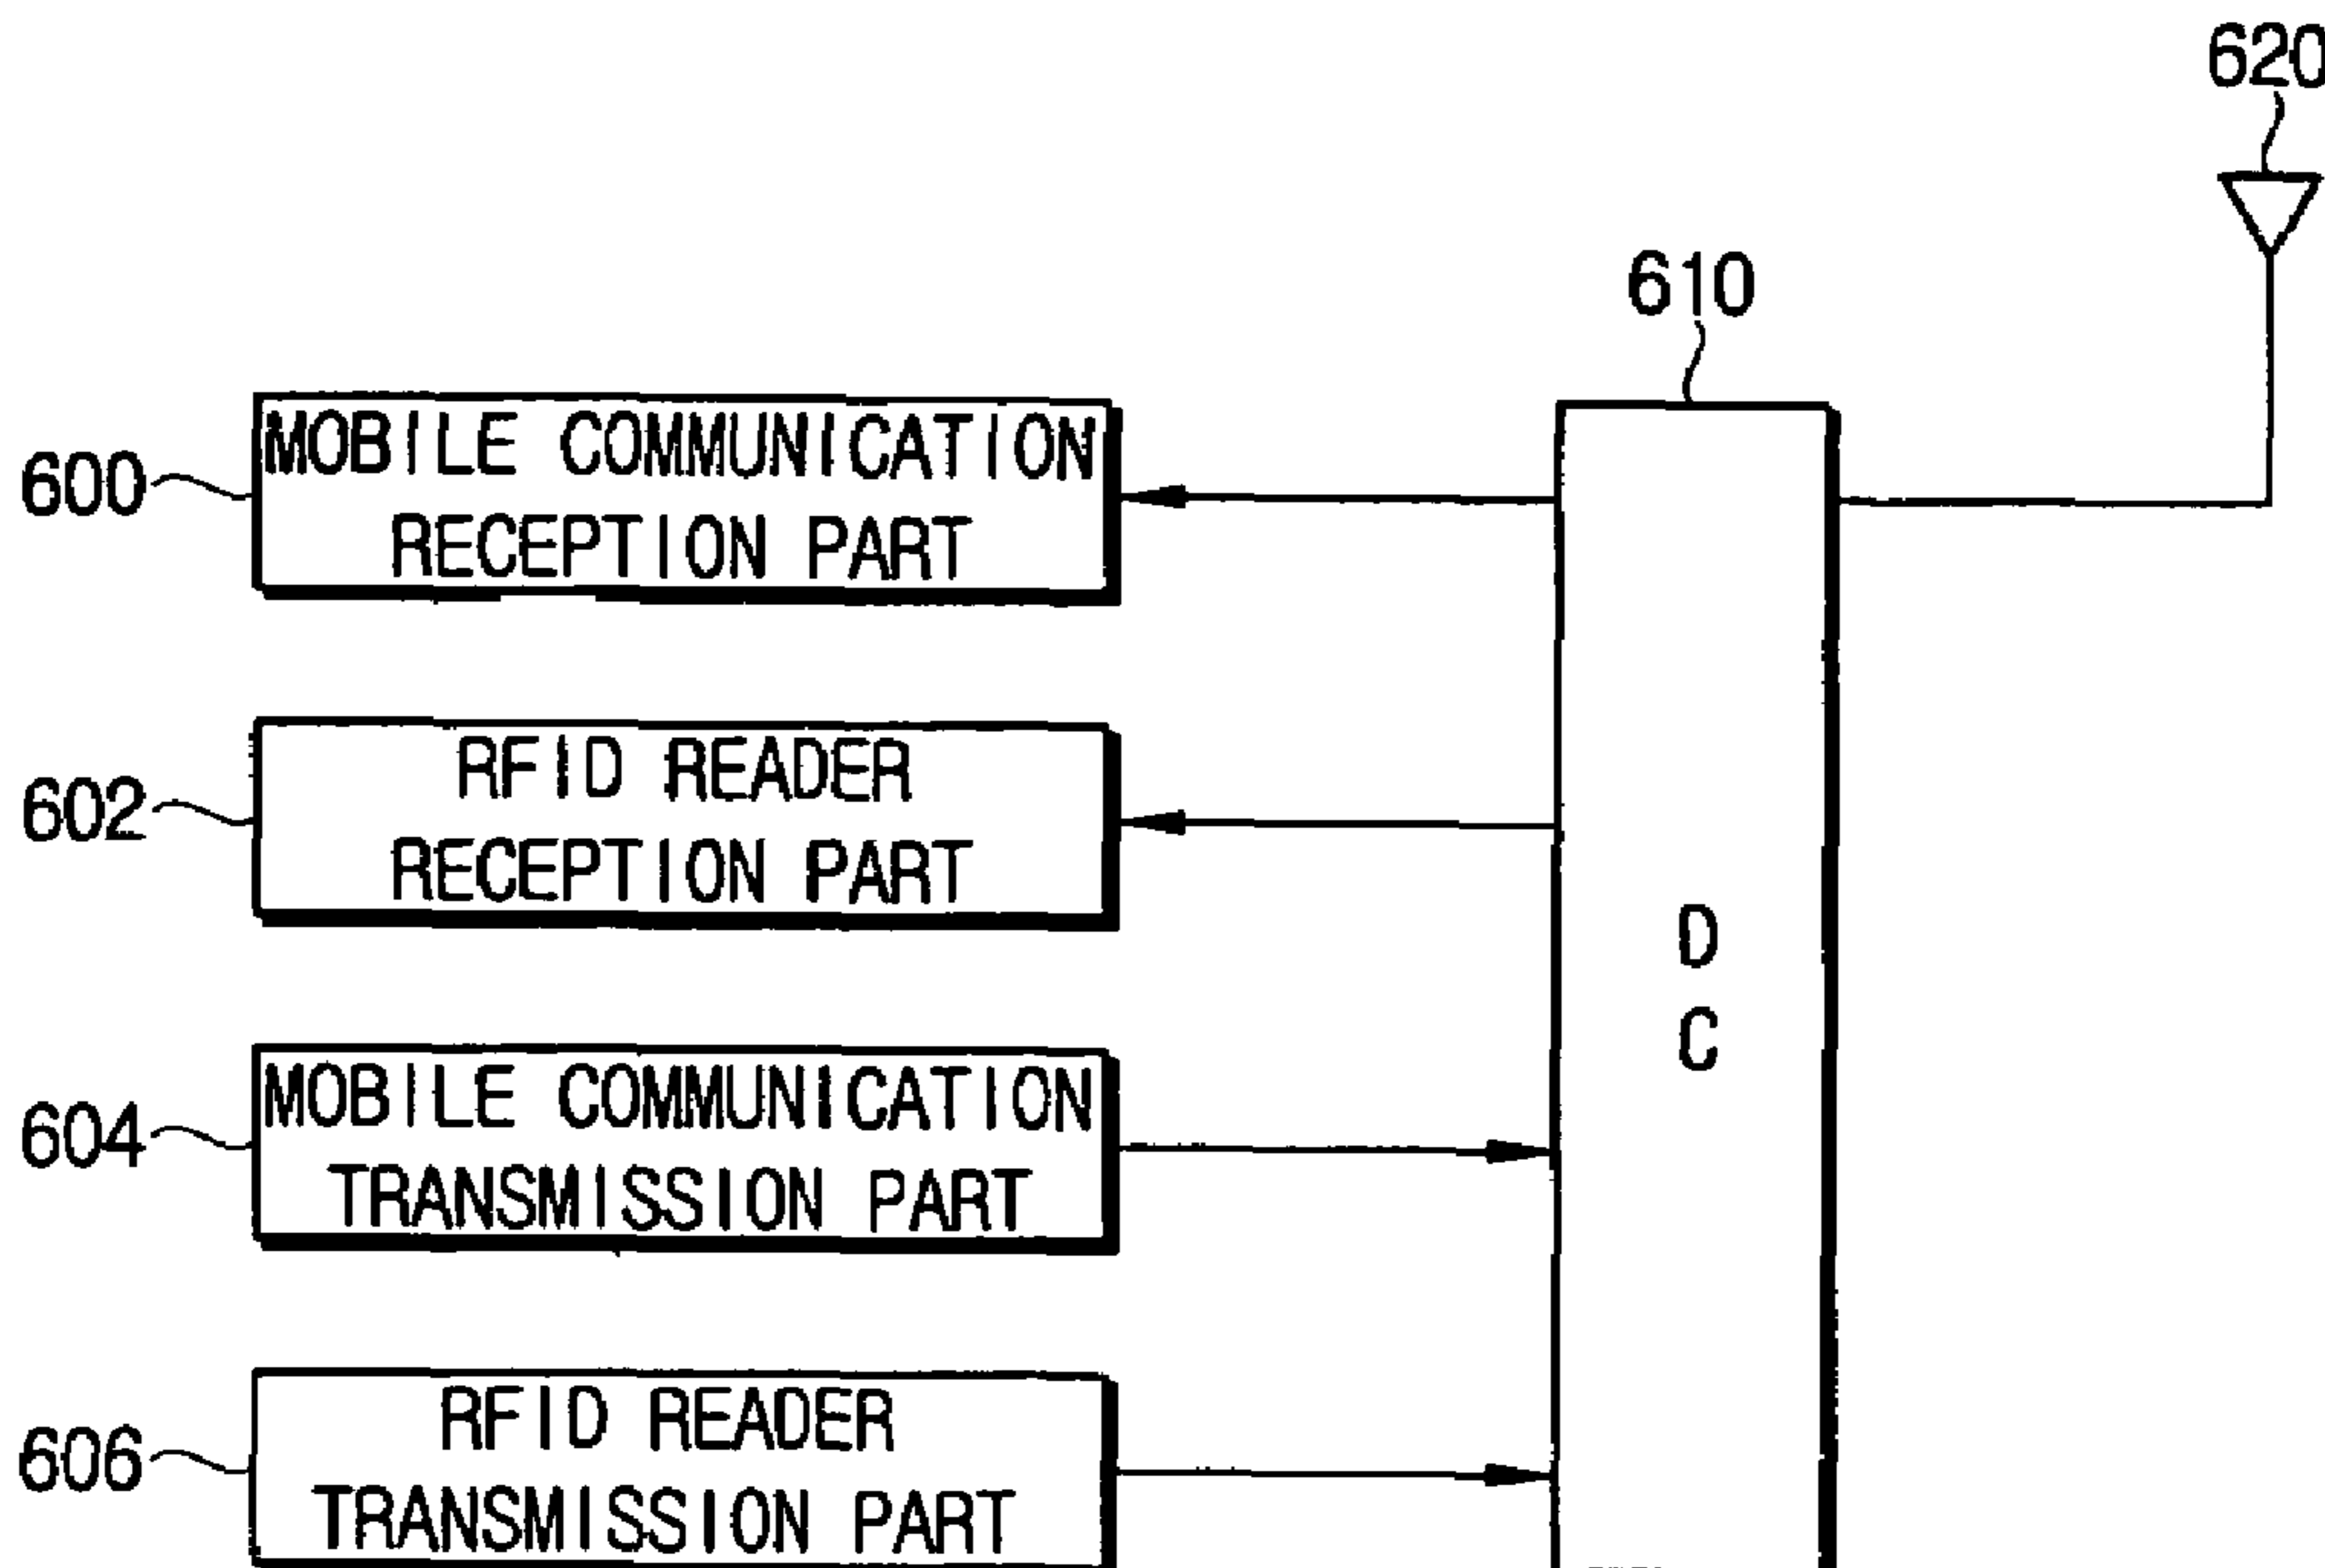 620
610
600
MOBILE COMMUNICATION
RECEPTION PART
602
RFID READER
RECEPTION PART
D
C
604
MOBILE COMMUNICATION
TRANSMISSION PART
606
RFID READER
TRANSMISSION PART